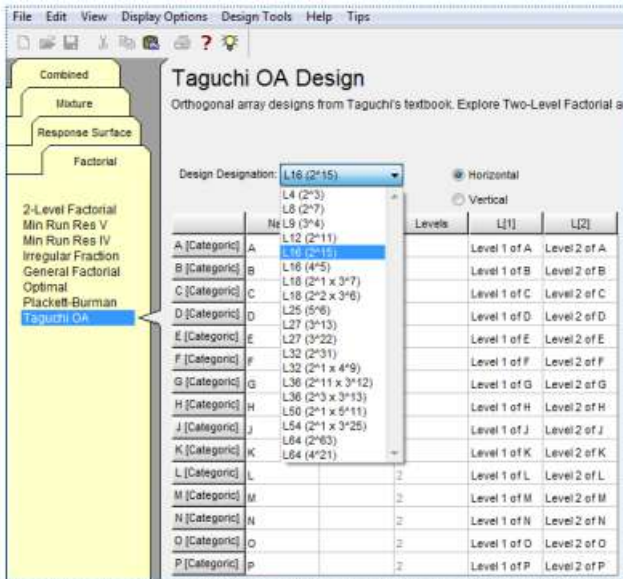 File Edit View Display Options Design Tools Help Tips
Combined
Mixture
Response Surface
Factorial
2-Level Factorial
Min Run Res V
Min Run Res IV
Irregular Fraction
General Factorial
Optimal
Plackett-Burman
Taguchi OA
Taguchi OA Design
Orthogonal array designs from Taguchi's textbook. Explore Two-Level Factorial a
Design Designation: L16 (2^15)
Horizontal
Vertical
L4 (2^3)
L8 (2^7)
L9 (3^4)
L12 (2^11)
L16 (2^15)
L16 (4^5)
L18 (2^1 x 3^7)
L18 (2^2 x 3^6)
L25 (5^6)
L27 (3^13)
L27 (3^22)
L32 (2^31)
L32 (2^1 x 4^9)
L36 (2^11 x 3^12)
L36 (2^3 x 3^13)
L50 (2^1 x 5^11)
L54 (2^1 x 3^25)
L64 (2^63)
L64 (4^21)
Levels L[1] L[2]
A [Categoric] A Level 1 of A Level 2 of A
B [Categoric] B Level 1 of B Level 2 of B
C [Categoric] C Level 1 of C Level 2 of C
D [Categoric] D Level 1 of D Level 2 of D
E [Categoric] E Level 1 of E Level 2 of E
F [Categoric] F Level 1 of F Level 2 of F
G [Categoric] G Level 1 of G Level 2 of G
H [Categoric] H Level 1 of H Level 2 of H
J [Categoric] J Level 1 of J Level 2 of J
K [Categoric] K Level 1 of K Level 2 of K
L [Categoric] L 2 Level 1 of L Level 2 of L
M [Categoric] M 2 Level 1 of M Level 2 of M
N [Categoric] N 2 Level 1 of N Level 2 of N
O [Categoric] O 2 Level 1 of O Level 2 of O
P [Categoric] P 2 Level 1 of P Level 2 of P